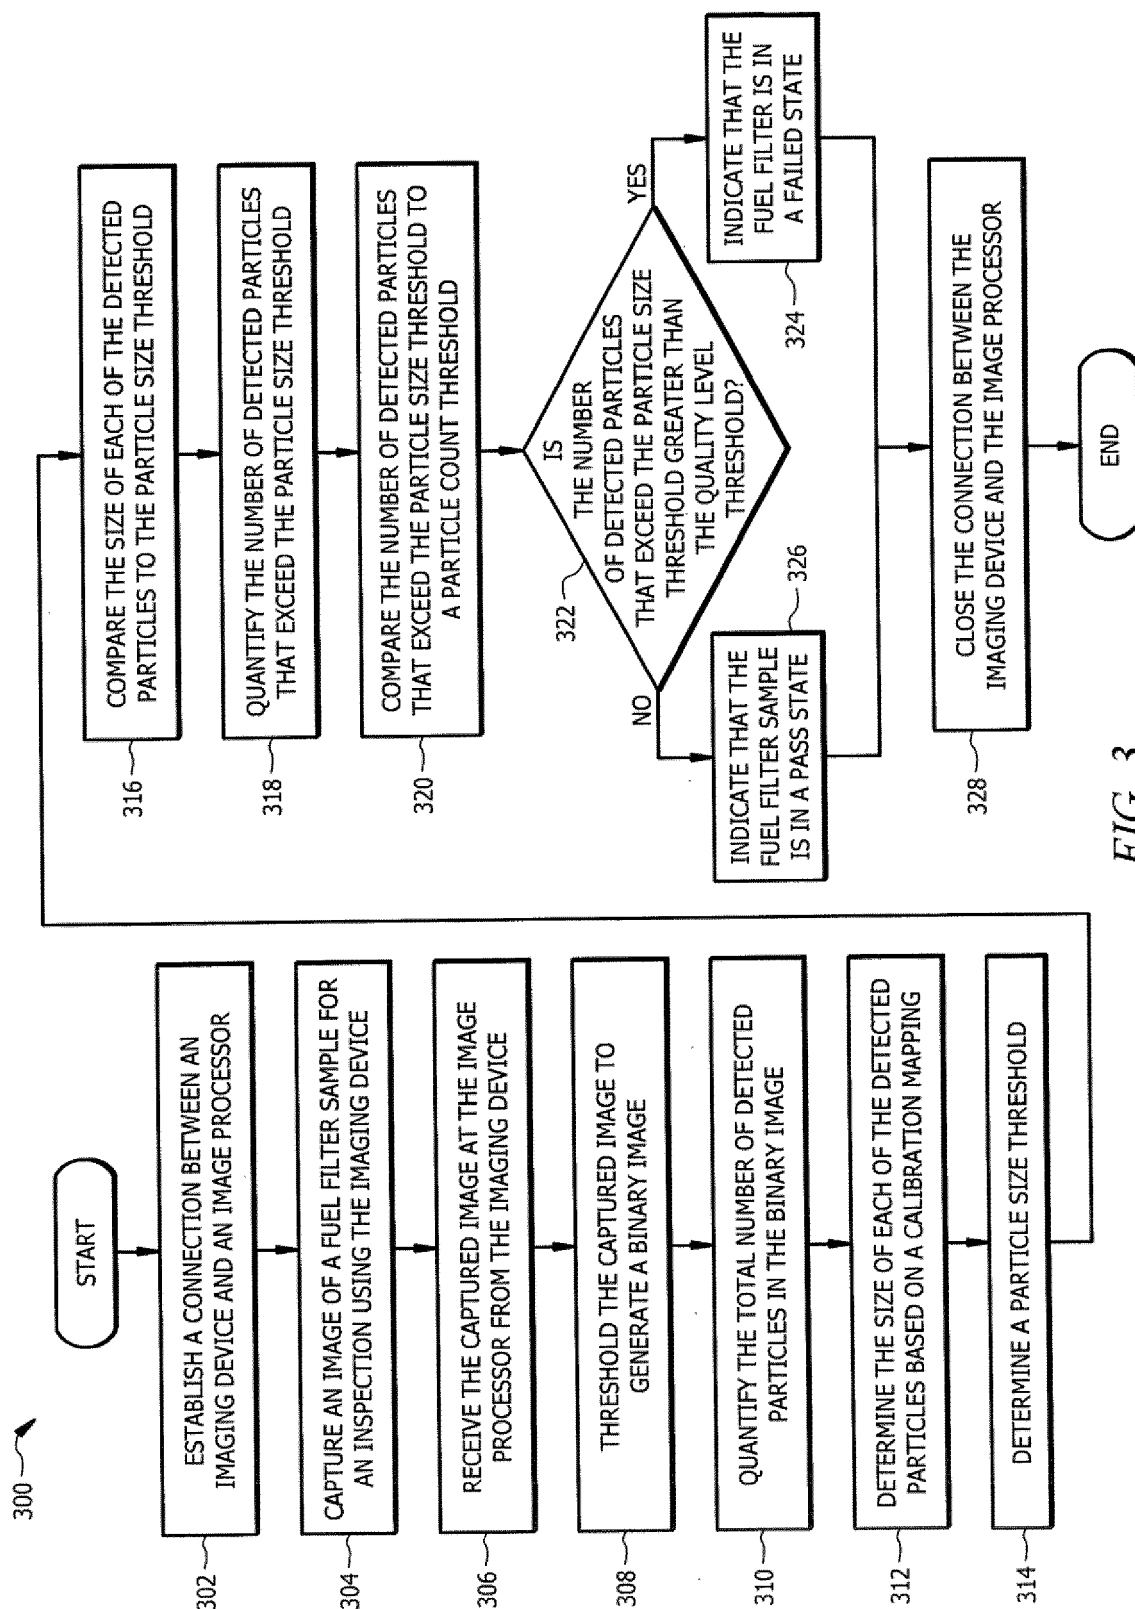 300
START
ESTABLISH A CONNECTION BETWEEN AN
IMAGING DEVICE AND AN IMAGE PROCESSOR
302
CAPTURE AN IMAGE OF A FUEL FILTER SAMPLE FOR
AN INSPECTION USING THE IMAGING DEVICE
304
RECEIVE THE CAPTURED IMAGE AT THE IMAGE
PROCESSOR FROM THE IMAGING DEVICE
306
THRESHOLD THE CAPTURED IMAGE TO
GENERATE A BINARY IMAGE
308
QUANTIFY THE TOTAL NUMBER OF DETECTED
PARTICLES IN THE BINARY IMAGE
310
DETERMINE THE SIZE OF EACH OF THE DETECTED
PARTICLES BASED ON A CALIBRATION MAPPING
312
DETERMINE A PARTICLE SIZE THRESHOLD
314
COMPARE THE SIZE OF EACH OF THE DETECTED
PARTICLES TO THE PARTICLE SIZE THRESHOLD
316
QUANTIFY THE NUMBER OF DETECTED PARTICLES
THAT EXCEED THE PARTICLE SIZE THRESHOLD
318
COMPARE THE NUMBER OF DETECTED PARTICLES
THAT EXCEED THE PARTICLE SIZE THRESHOLD TO
A PARTICLE COUNT THRESHOLD
320
IS
THE NUMBER
OF DETECTED PARTICLES
THAT EXCEED THE PARTICLE SIZE
THRESHOLD GREATER THAN
THE QUALITY LEVEL
THRESHOLD?
322
NO
YES
INDICATE THAT THE
FUEL FILTER SAMPLE
IS IN A PASS STATE
326
INDICATE THAT THE
FUEL FILTER IS IN
A FAILED STATE
324
CLOSE THE CONNECTION BETWEEN THE
IMAGING DEVICE AND THE IMAGE PROCESSOR
328
END
FIG. 3